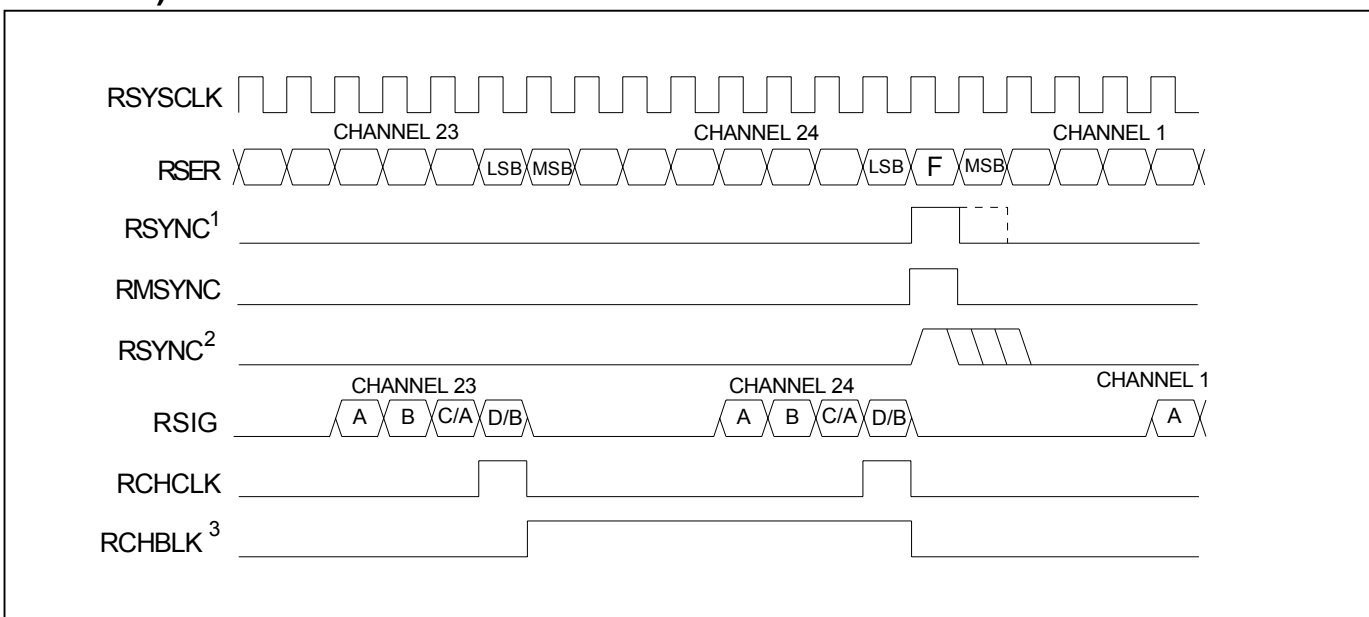 RSYSCLK
CHANNEL 23 CHANNEL 24 CHANNEL 1
RSER LSB MSB LSB F MSB
RSYNC1
RMSYNC
RSYNC2
CHANNEL 23 CHANNEL 24 CHANNEL 1
RSIG A B C/A D/B A B C/A D/B A
RCHCLK
RCHBLK 3